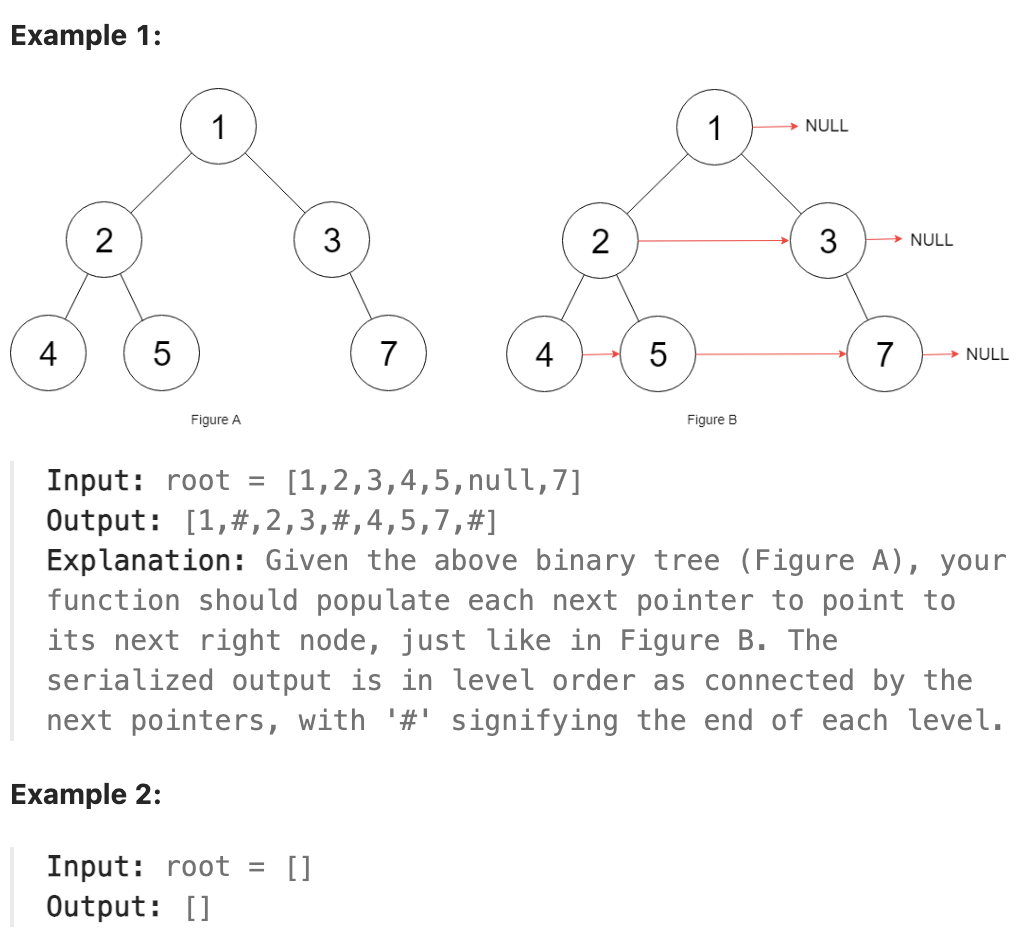 Example 1:
1
2
3
4
5
7
Figure A
1
NULL
2
3
NULL
4
5
7
NULL
Figure B
Input: root = [1,2,3,4,5,null,7]
Output: [1,#,2,3,#,4,5,7,#]
Explanation: Given the above binary tree (Figure A), your
function should populate each next pointer to point to
its next right node, just like in Figure B. The
serialized output is in level order as connected by the
next pointers, with '#' signifying the end of each level.
Example 2:
Input: root = []
Output: []